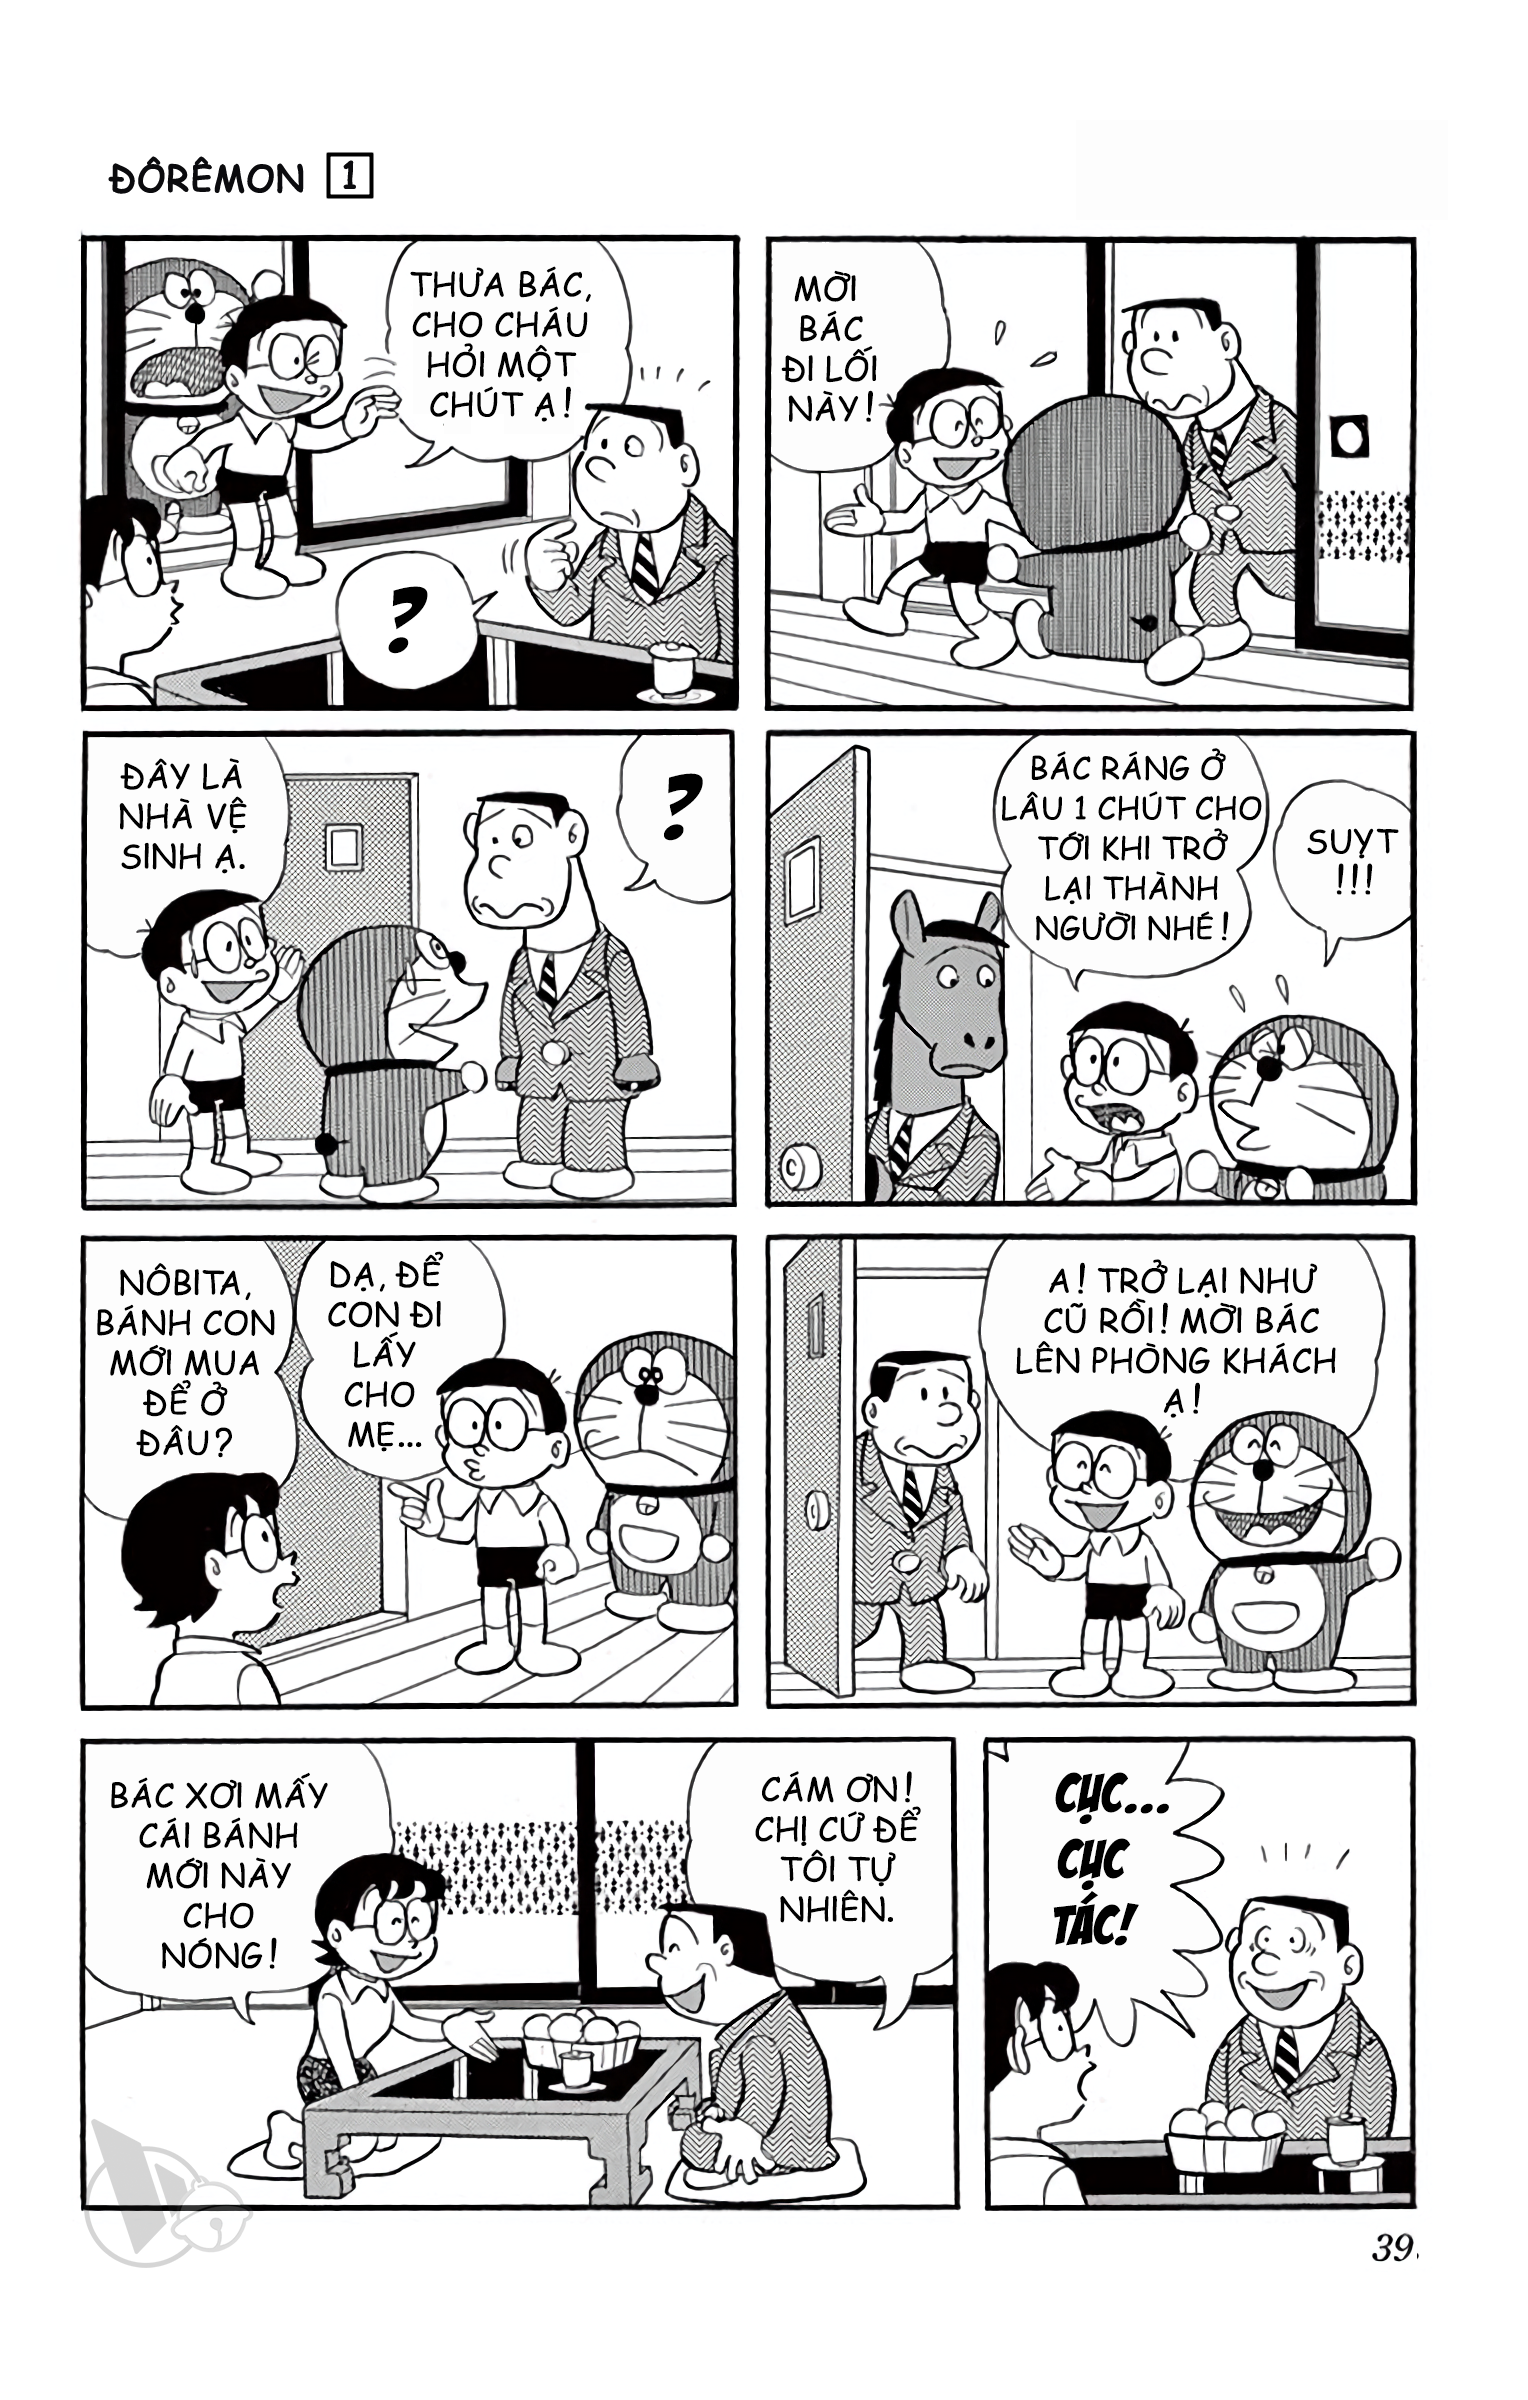 ĐÔRÊMON 1
THƯA BÁC,
CHO CHÁU
HỎI MỘT
CHÚT Ạ!
?
MỜI
BÁC
ĐI LỐI
NÀY!
ĐÂY LÀ
NHÀ VỆ
SINH Ạ.
?
BÁC RÁNG Ở
LÂU 1 CHÚT CHO
TỚI KHI TRỞ
LẠI THÀNH
NGƯỜI NHÉ!
SUỴT
!!!
NÔBITA,
BÁNH CON
MỚI MUA
ĐỂ Ở
ĐÂU?
DẠ, ĐỂ
CON ĐI
LẤY
CHO
MẸ...
A! TRỞ LẠI NHƯ
CŨ RỒI! MỜI BÁC
LÊN PHÒNG KHÁCH
Ạ!
BÁC XƠI MẤY
CÁI BÁNH
MỚI NÀY
CHO
NÓNG!
CÁM ƠN!
CHỊ CỨ ĐỂ
TÔI TỰ
NHIÊN.
CỤC...
CỤC
TÁC!
39